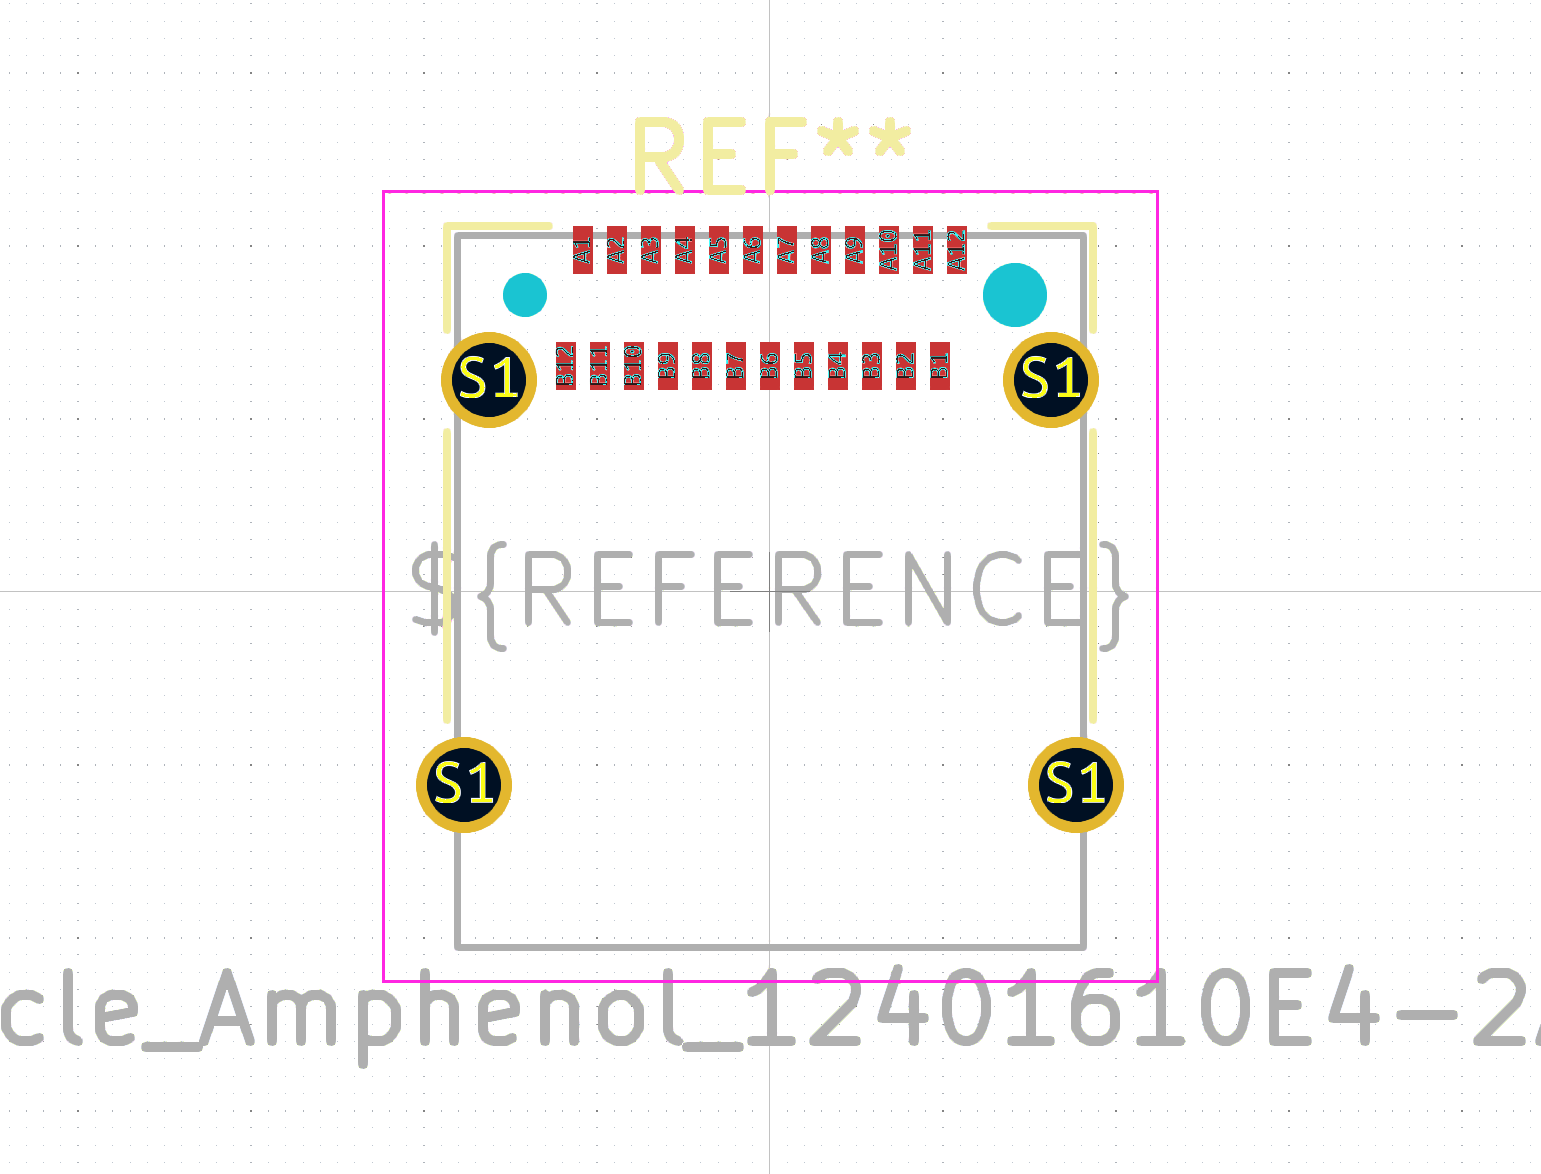 REF**
A1 A2 A3 A4 A5 A6 A7 A8 A9 A10 A11 A12
B12 B11 B10 B9 B8 B7 B6 B5 B4 B3 B2 B1
S1 S1
${REFERENCE}
S1 S1
cle_Amphenol_12401610E4-2